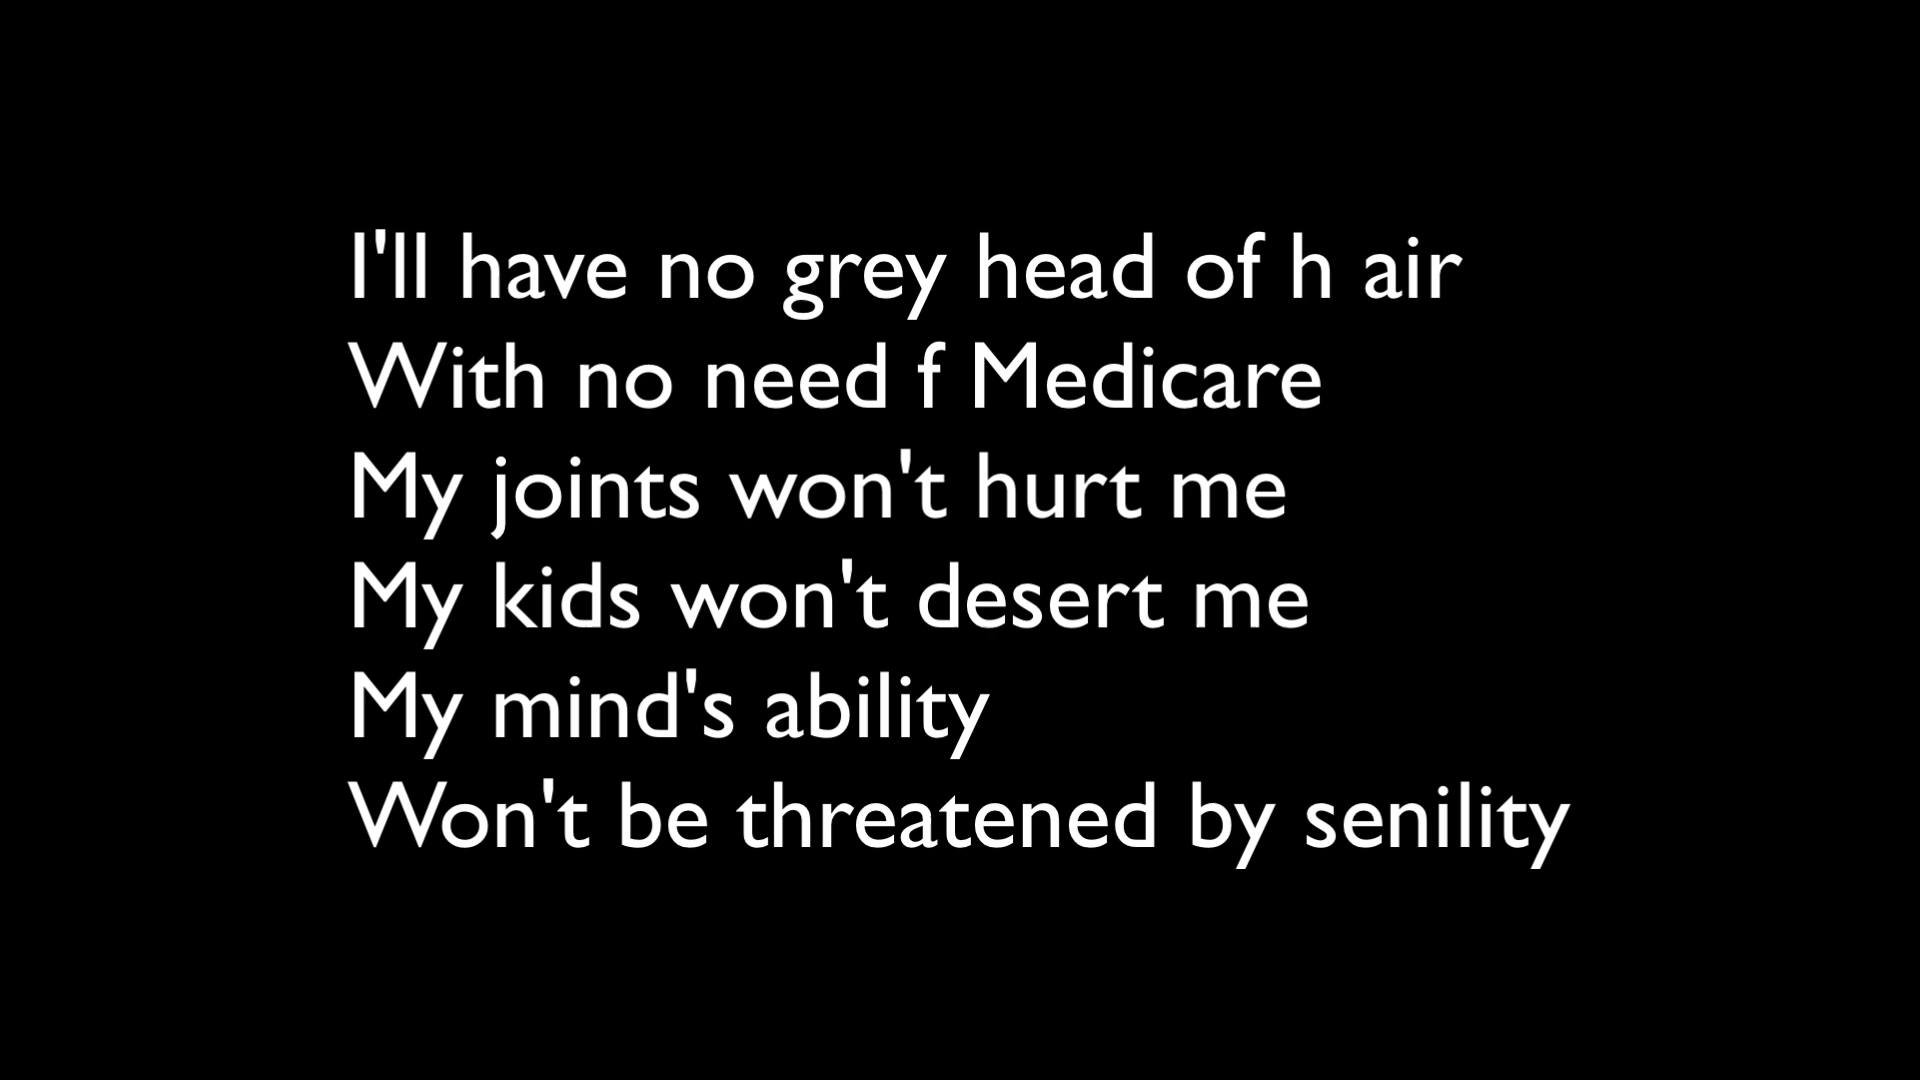 I'll have no grey head of h air
With no need f Medicare
My joints won't hurt me
My kids won't desert me
My mind's ability
Won't be threatened by senility